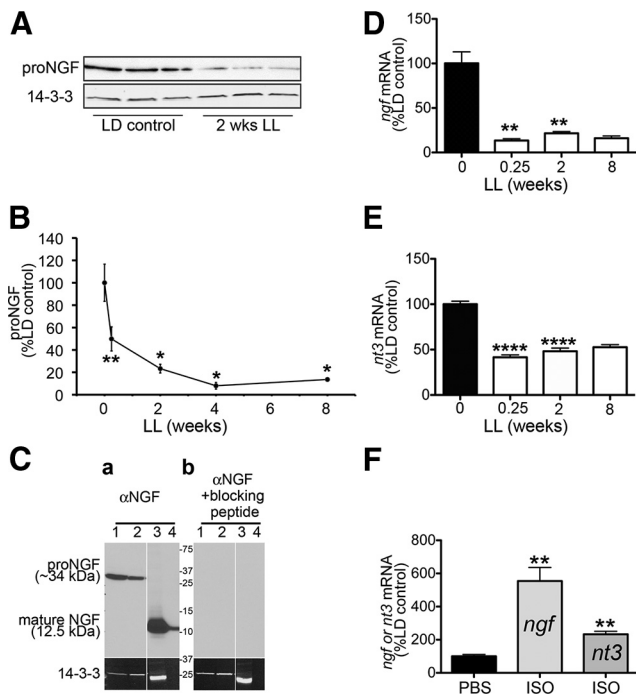 A
proNGF
14-3-3
LD control 2 wks LL
B
proNGF
(%LD control)
140
120
100
80
60
40
20
0
** * * *
0 2 4 6 8
LL (weeks)
C
a b
αNGF
αNGF
+blocking
peptide
1 2 3 4 1 2 3 4
proNGF
(~34 kDa)
mature NGF
(12.5 kDa)
14-3-3
-75
-37
-25
-15
-10
-37
-25
D
ngf mRNA
(%LD control)
150
100
50
0
** **
0 0.25 2 8
LL (weeks)
E
nt3 mRNA
(%LD control)
150
100
50
0
**** ****
0 0.25 2 8
LL (weeks)
F
ngf or nt3 mRNA
(%LD control)
800
600
400
200
0
** **
ngf
nt3
PBS ISO ISO